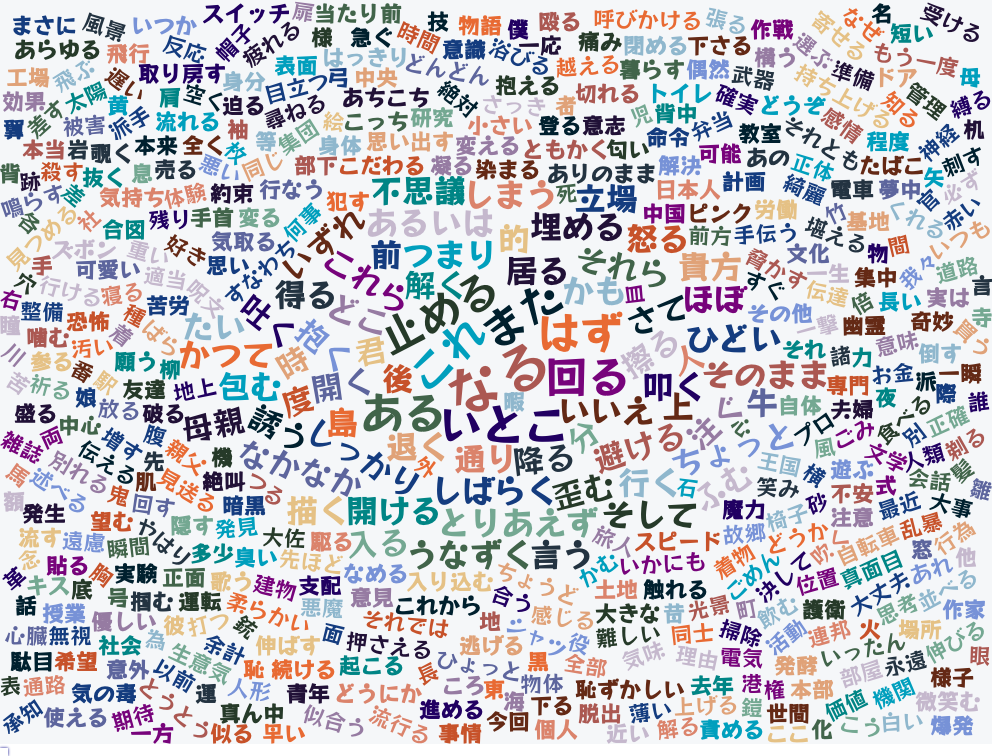 まさに
風景
いつか
スイッチ
扉
当たり前
技
物語
僕
殴る
呼びかける
張る
作戦
寄せる
なぜ
名
短い
受ける
あらゆる
飛行
反応
帽子
疲れる
様
急ぐ
時間
意識
浴びる
一応
痛み
閉める
下さる
構う
選ぶ
もう一度
工場
飛ぶ
遅い
取り戻す
表面
はっきり
どんどん
越える
暮らす
偶然
武器
準備
ドア
母
効果
太陽
黄
肩
空く
身分
目立つ
弓
中央
抱える
切れる
トイレ
確実
どうぞ
持ち上げる
知る
管理
縛る
翼
差す
被害
派手
流れる
迫る
尋ねる
あちこち
絶対
さっき
者
児
背中
感情
机
本当
岩
覗く
本来
全く
袖
等
集団
絵
こっち
研究
小さい
登る
意志
命令
弁当
教室
それとも
程度
神経
背
跡
殺す
抜く
息
売る
悪い
枚
同じ
身体
思い出す
変える
ともかく
匂い
解決
可能
あの
正体
たばこ
刺す
鳴らす
差
気持ち
体験
約束
行なう
部下
こだわる
凝る
染まる
ありのまま
日本人
計画
綺麗
電車
夢中
矢
必ず
谷
見つめる
社
合図
残り
手首
変る
何事
犯す
不思議
しまう
死
立場
中国
ピンク
労働
堪える
竹
基地
くれる
赤い
ズボン
重い
好き
気取る
すなわち
いずれ
あるいは
的
埋める
怒る
前方
手伝う
文化
物
間
いつも
手
可愛い
適当
思い
前
つまり
居る
それら
貴方
脅かす
一生
集中
我々
道路
穴
行ける
寝る
呪文
これら
解く
止める
また
かも
皿
さて
ほぼ
すぐ
伝達
倍
長い
実は
言
右
整備
苦労
得る
どこ
その他
一撃
幽霊
奇妙
寺
瞳
噛む
恐怖
種
たい
吐く
抱く
君
これ
はず
擦る
ひどい
それ
諸
力
意味
倒す
買う
川
参る
汚い
督
ばら
かつて
時
なる
る
回る
人
そのまま
専門
お金
派
一瞬
苦
祈る
番
駅
願う
柳
友達
地上
包む
度
開く
後
暇
叩く
夫婦
夜
際
誰
盛る
娘
放る
破る
母親
誘う
島
ある
いとこ
いいえ
上
ぐ
牛
自体
プロ
ごみ
食べる
正確
雑誌
中心
両
増す
腹
機
しっかり
退く
通り
降る
分
避ける
注ぐ
ちょっと
元
風
文学
別
人類
剃る
馬
述べる
別れる
伝える
先
親父
絶叫
なかなか
外
しばらく
歪む
行く
石
ふむ
王国
横
遊ぶ
式
会話
髪
雛
額
発生
鬼
肌
回す
見送る
つる
暗黒
描く
開ける
とりあえず
そして
笑み
魔力
砂
不安
注意
最近
大事
流す
遠慮
望む
やはり
隠す
発見
大佐
駆る
入る
うなずく
言う
旅人
スピード
故郷
椅子
どうか
自転車
乱暴
行為
念
貼る
瞬間
多少
臭い
先ほど
なめる
入り込む
ちょうど
かむ
いかにも
着物
ごめん
決して
位置
真面目
窓
あれ
他
キス
底
胸
実験
正面
歌う
建物
支配
意見
これから
合う
土地
触れる
大丈夫
並べる
話
授業
号
掴む
運転
柔らかい
悪魔
それでは
感じる
大きな
苗
光景
町
飲む
護衛
思考
作家
心臓
無視
優しい
彼
打つ
銃
面
押さえる
地
ニャッ
役
難しい
同士
掃除
活動
連邦
火
場所
駄目
希望
社会
為
生意気
余計
伸ばす
逃げる
気味
理由
電気
発酵
いったん
伸びる
眼
表
通路
意外
以前
恥
続ける
起こる
長
ひょっと
黒
全部
部屋
永遠
様子
承知
使える
気の毒
とうとう
運
人形
青年
どうにか
ころ
東
物体
恥ずかしい
去年
港
権
本部
価値
機関
微笑む
期待
一方
真ん中
似る
早い
似合う
流行る
進める
事情
海
今回
下る
個人
脱出
薄い
近い
上げる
解る
鎧
責める
世間
ここ
化
こう
白い
爆発